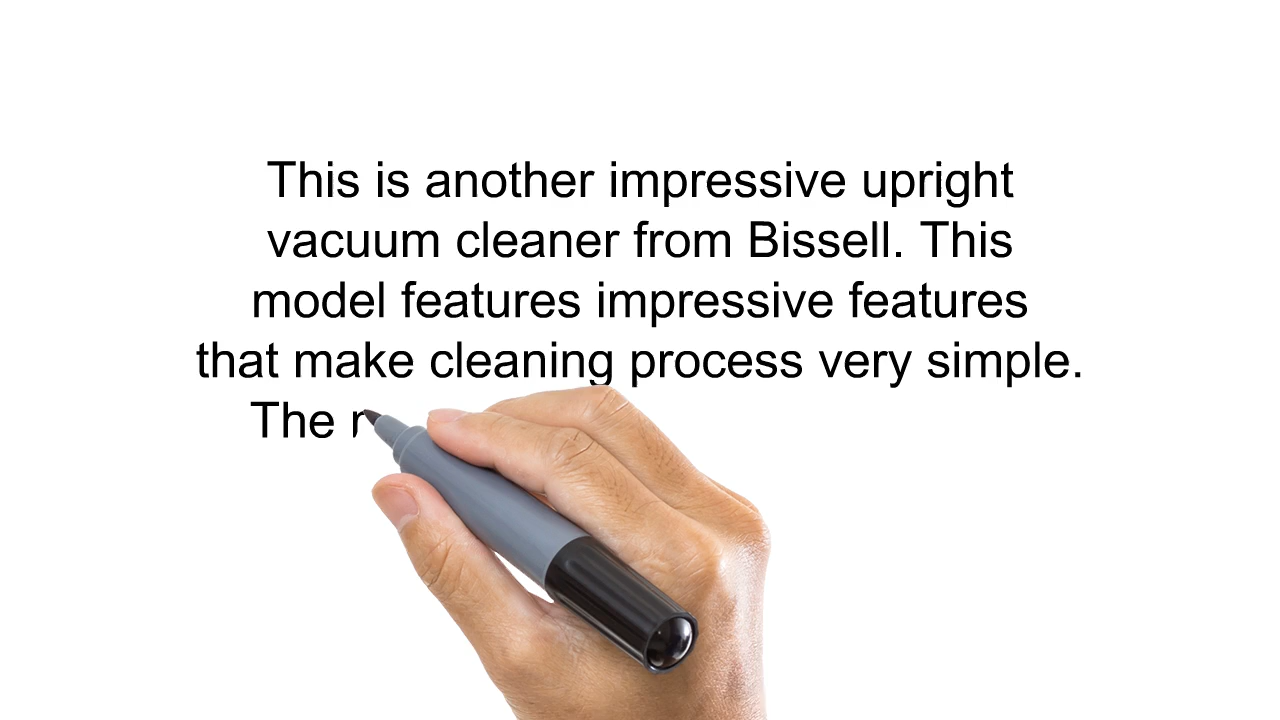 This is another impressive upright
vacuum cleaner from Bissell. This
model features impressive features
that make cleaning process very simple.
The